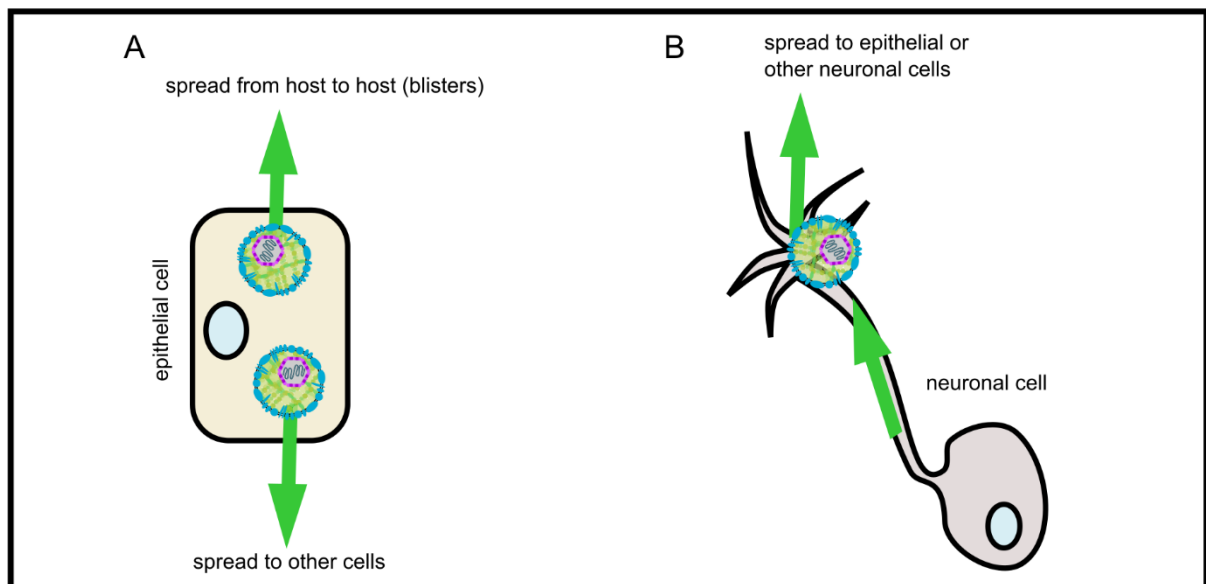 A
spread from host to host (blisters)
epithelial cell
spread to other cells
B
spread to epithelial or
other neuronal cells
neuronal cell